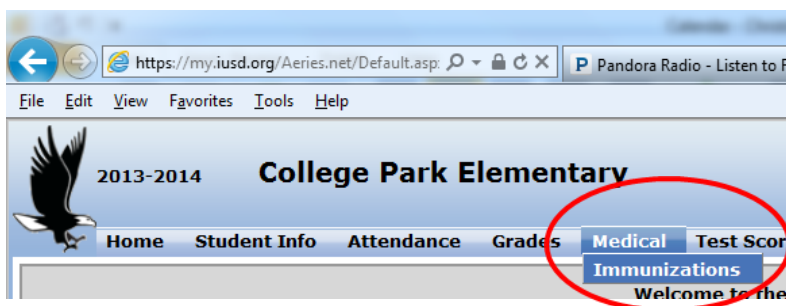 https://my.iusd.org/Aeries.net/Default.asp:
P Pandora Radio - Listen to F
File Edit View Favorites Tools Help
2013-2014 College Park Elementary
Home Student Info Attendance Grades Medical Test Scor
Immunizations
Welcome to the